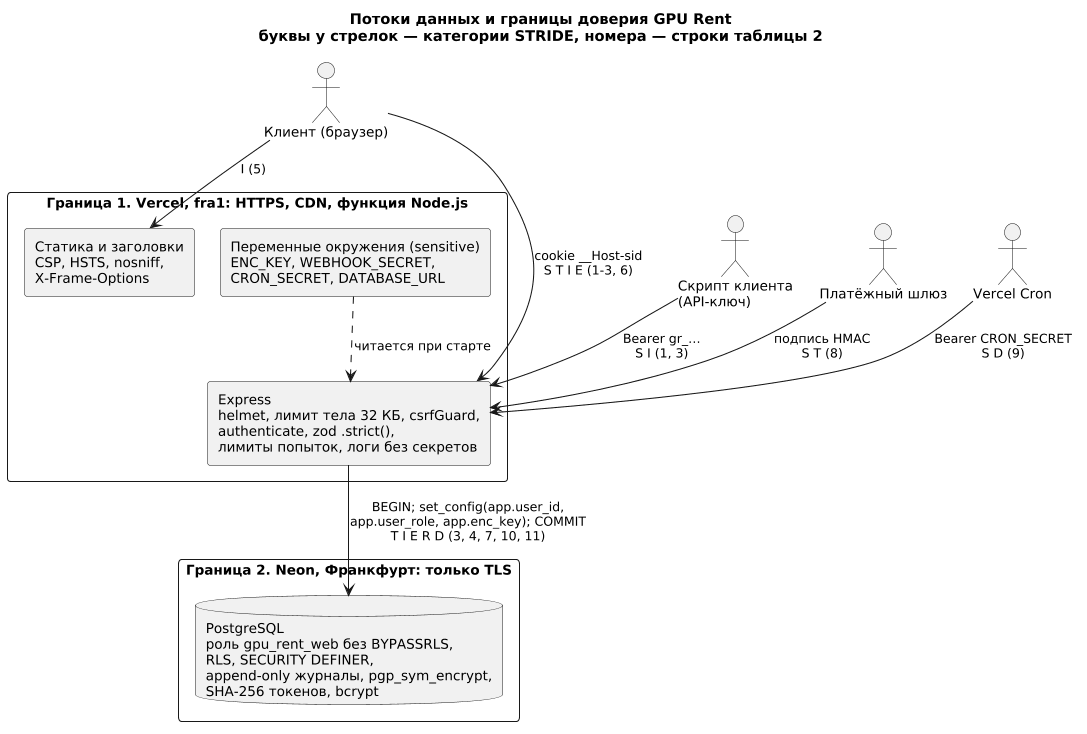 Потоки данных и границы доверия GPU Rent
буквы у стрелок — категории STRIDE, номера — строки таблицы 2
Клиент (браузер)
I (5)
Граница 1. Vercel, fra1: HTTPS, CDN, функция Node.js
Статика и заголовки
CSP, HSTS, nosniff,
X-Frame-Options
Переменные окружения (sensitive)
ENC_KEY, WEBHOOK_SECRET,
CRON_SECRET, DATABASE_URL
cookie __Host-sid
S T I E (1-3, 6)
Скрипт клиента
(API-ключ)
Платёжный шлюз
Vercel Cron
читается при старте
Bearer gr_...
S I (1, 3)
подпись HMAC
S T (8)
Bearer CRON_SECRET
S D (9)
Express
helmet, лимит тела 32 КБ, csrfGuard,
authenticate, zod .strict(),
лимиты попыток, логи без секретов
BEGIN; set_config(app.user_id,
app.user_role, app.enc_key); COMMIT
T I E R D (3, 4, 7, 10, 11)
Граница 2. Neon, Франкфурт: только TLS
PostgreSQL
роль gpu_rent_web без BYPASSRLS,
RLS, SECURITY DEFINER,
append-only журналы, pgp_sym_encrypt,
SHA-256 токенов, bcrypt